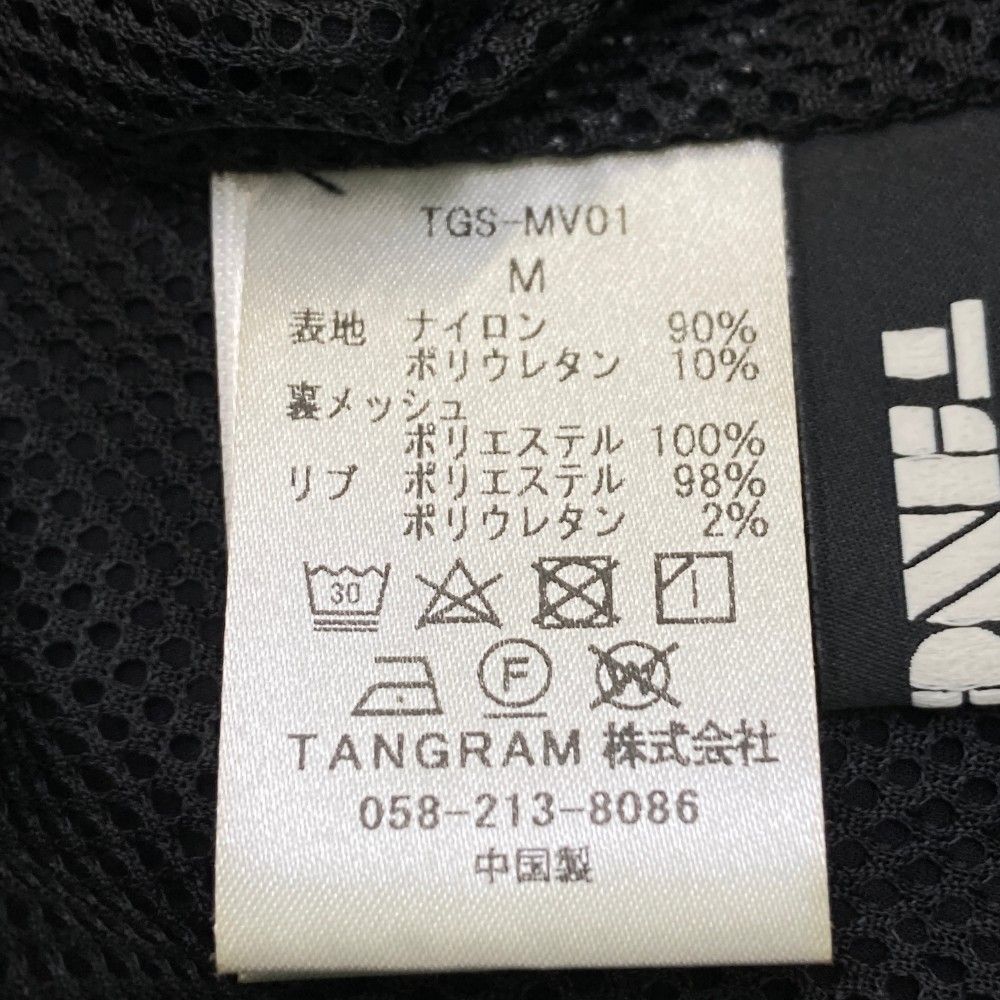 TGS-MV01
M
表地 ナイロン 90%
ポリウレタン 10%
裏メッシュ
ポリエステル 100%
リブ ポリエステル 98%
ポリウレタン 2%
30
F
W
TANGRAM 株式会社
058-213-8086
中国製